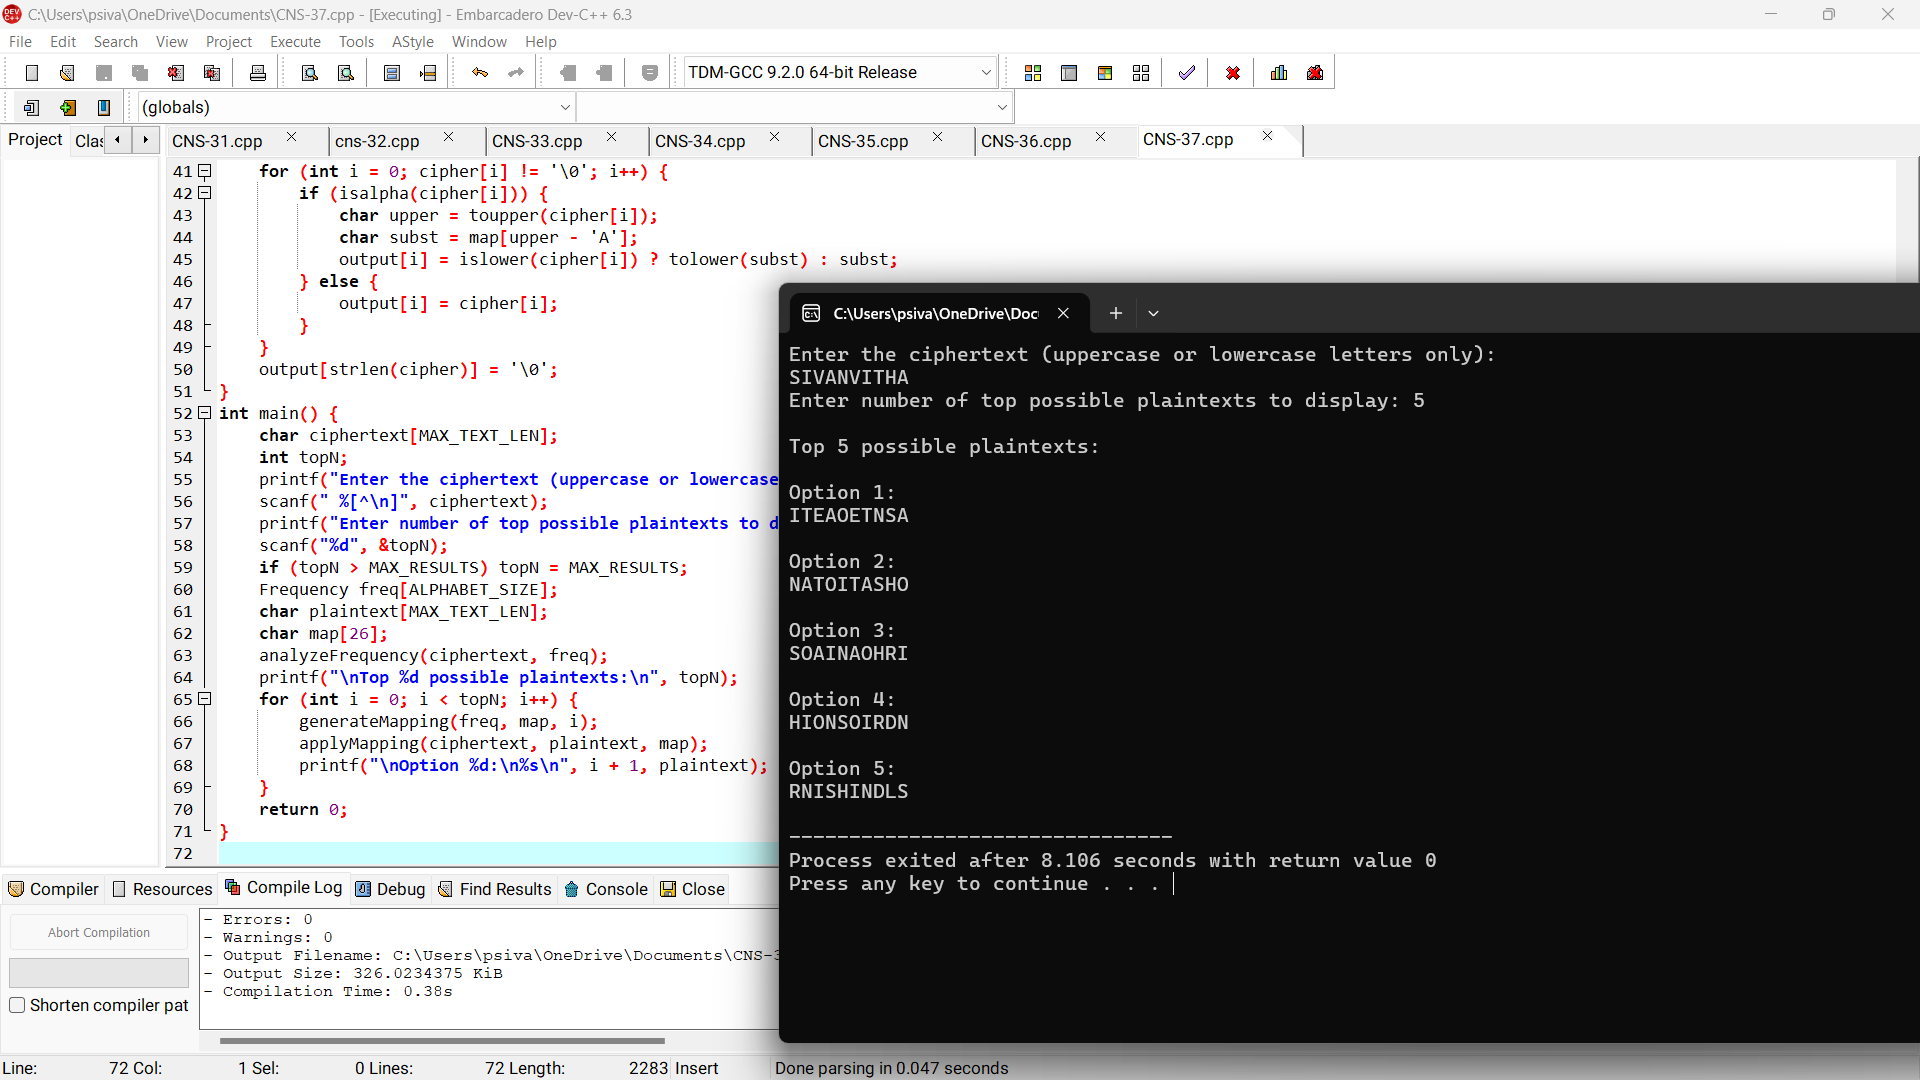 C:\Users\psiva\OneDrive\Documents\CNS-37.cpp - [Executing] - Embarcadero Dev-C++ 6.3
File Edit Search View Project Execute Tools AStyle Window Help
TDM-GCC 9.2.0 64-bit Release
(globals)
Project Clas CNS-31.cpp cns-32.cpp CNS-33.cpp CNS-34.cpp CNS-35.cpp CNS-36.cpp CNS-37.cpp
41 for (int i = 0; cipher[i] != '\0'; i++) {
42 if (isalpha(cipher[i])) {
43 char upper = toupper(cipher[i]);
44 char subst = map[upper - 'A'];
45 output[i] = islower(cipher[i]) ? tolower(subst) : subst;
46 } else {
47 output[i] = cipher[i];
48 }
49 }
50 output[strlen(cipher)] = '\0';
51 }
52 int main() {
53 char ciphertext[MAX_TEXT_LEN];
54 int topN;
55 printf("Enter the ciphertext (uppercase or lowercase
56 scanf(" %[^\n]", ciphertext);
57 printf("Enter number of top possible plaintexts to d
58 scanf("%d", &topN);
59 if (topN > MAX_RESULTS) topN = MAX_RESULTS;
60 Frequency freq[ALPHABET_SIZE];
61 char plaintext[MAX_TEXT_LEN];
62 char map[26];
63 analyzeFrequency(ciphertext, freq);
64 printf("\nTop %d possible plaintexts:\n", topN);
65 for (int i = 0; i < topN; i++) {
66 generateMapping(freq, map, i);
67 applyMapping(ciphertext, plaintext, map);
68 printf("\nOption %d:\n%s\n", i + 1, plaintext);
69 }
70 return 0;
71 }
72
C:\Users\psiva\OneDrive\Doc
Enter the ciphertext (uppercase or lowercase letters only):
SIVANVITHA
Enter number of top possible plaintexts to display: 5
Top 5 possible plaintexts:
Option 1:
ITEAOETNSA
Option 2:
NATOITASHO
Option 3:
SOAINAOHRI
Option 4:
HIONSOIRDN
Option 5:
RNISHINDLS
--------------------------------
Process exited after 8.106 seconds with return value 0
Press any key to continue . . .
Compiler Resources Compile Log Debug Find Results Console Close
Abort Compilation
Shorten compiler pat
- Errors: 0
- Warnings: 0
- Output Filename: C:\Users\psiva\OneDrive\Documents\CNS-3
- Output Size: 326.0234375 KiB
- Compilation Time: 0.38s
Line: 72 Col: 1 Sel: 0 Lines: 72 Length: 2283 Insert Done parsing in 0.047 seconds